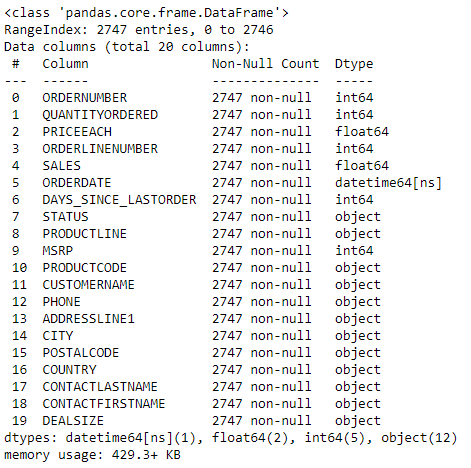 <class 'pandas.core.frame.DataFrame'>
RangeIndex: 2747 entries, 0 to 2746
Data columns (total 20 columns):
 #   Column              Non-Null Count  Dtype
---  ------              --------------  -----
 0   ORDERNUMBER         2747 non-null   int64
 1   QUANTITYORDERED     2747 non-null   int64
 2   PRICEEACH           2747 non-null   float64
 3   ORDERLINENUMBER     2747 non-null   int64
 4   SALES               2747 non-null   float64
 5   ORDERDATE           2747 non-null   datetime64[ns]
 6   DAYS_SINCE_LASTORDER  2747 non-null   int64
 7   STATUS              2747 non-null   object
 8   PRODUCTLINE         2747 non-null   object
 9   MSRP                2747 non-null   int64
 10  PRODUCTCODE         2747 non-null   object
 11  CUSTOMERNAME        2747 non-null   object
 12  PHONE               2747 non-null   object
 13  ADDRESSLINE1        2747 non-null   object
 14  CITY                2747 non-null   object
 15  POSTALCODE          2747 non-null   object
 16  COUNTRY             2747 non-null   object
 17  CONTACTLASTNAME     2747 non-null   object
 18  CONTACTFIRSTNAME    2747 non-null   object
 19  DEALSIZE            2747 non-null   object
dtypes: datetime64[ns](1), float64(2), int64(5), object(12)
memory usage: 429.3+ KB